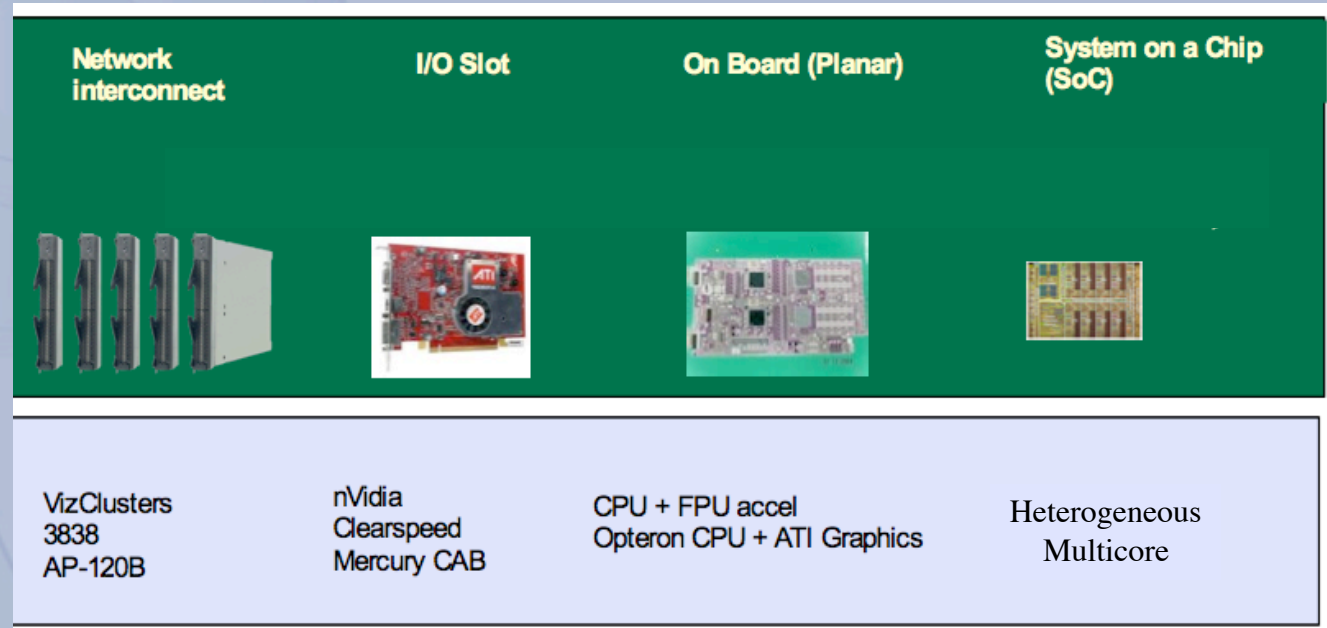 Network
interconnect
I/O Slot
On Board (Planar)
System on a Chip
(SoC)
ATI
VizClusters
3838
AP-120B
nVidia
Clearspeed
Mercury CAB
CPU + FPU accel
Opteron CPU + ATI Graphics
Heterogeneous
Multicore